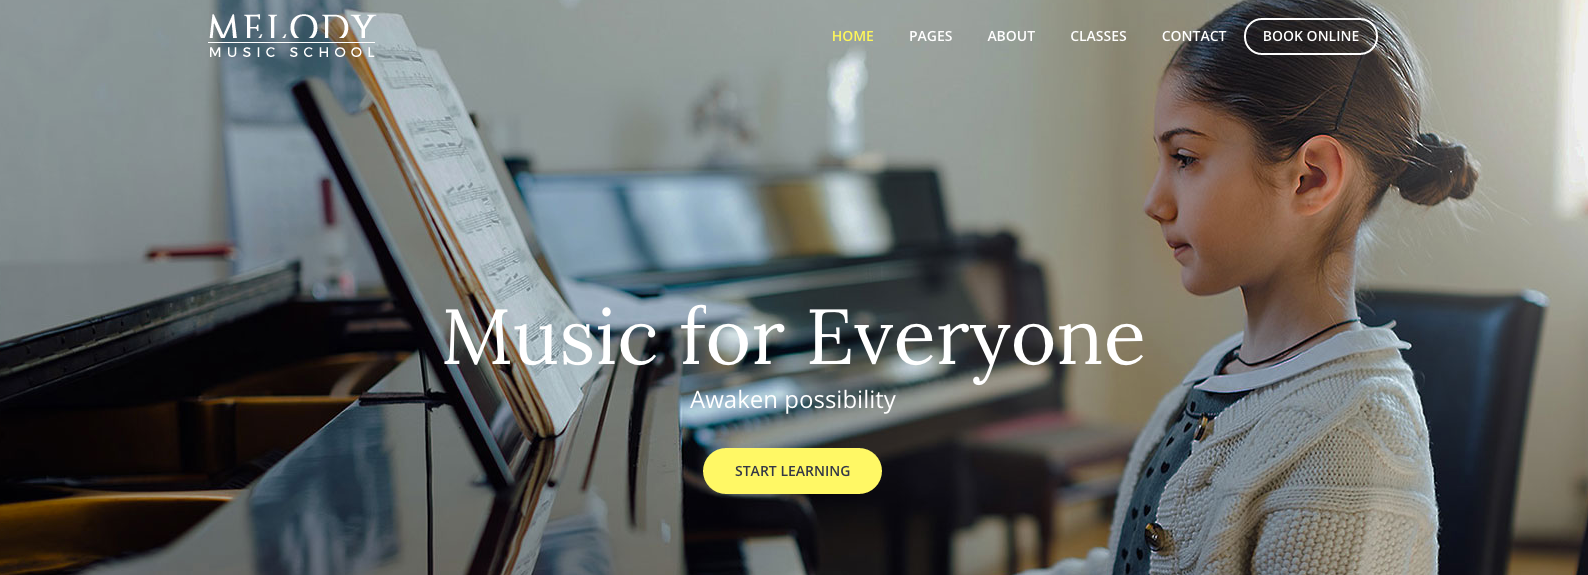 MELODY
MUSIC SCHOOL
HOME PAGES ABOUT CLASSES CONTACT BOOK ONLINE
Music for Everyone
Awaken possibility
START LEARNING